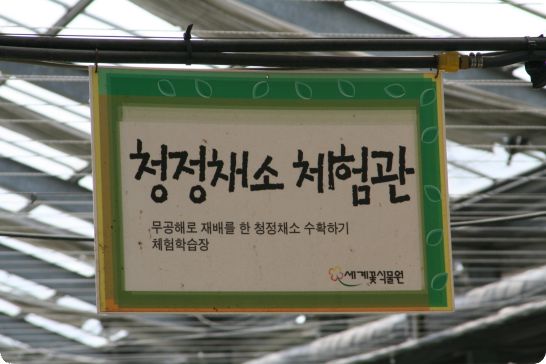 청정채소 체험관
무공해로 재배를 한 청정채소 수확하기
체험학습장
세계꽃식물원